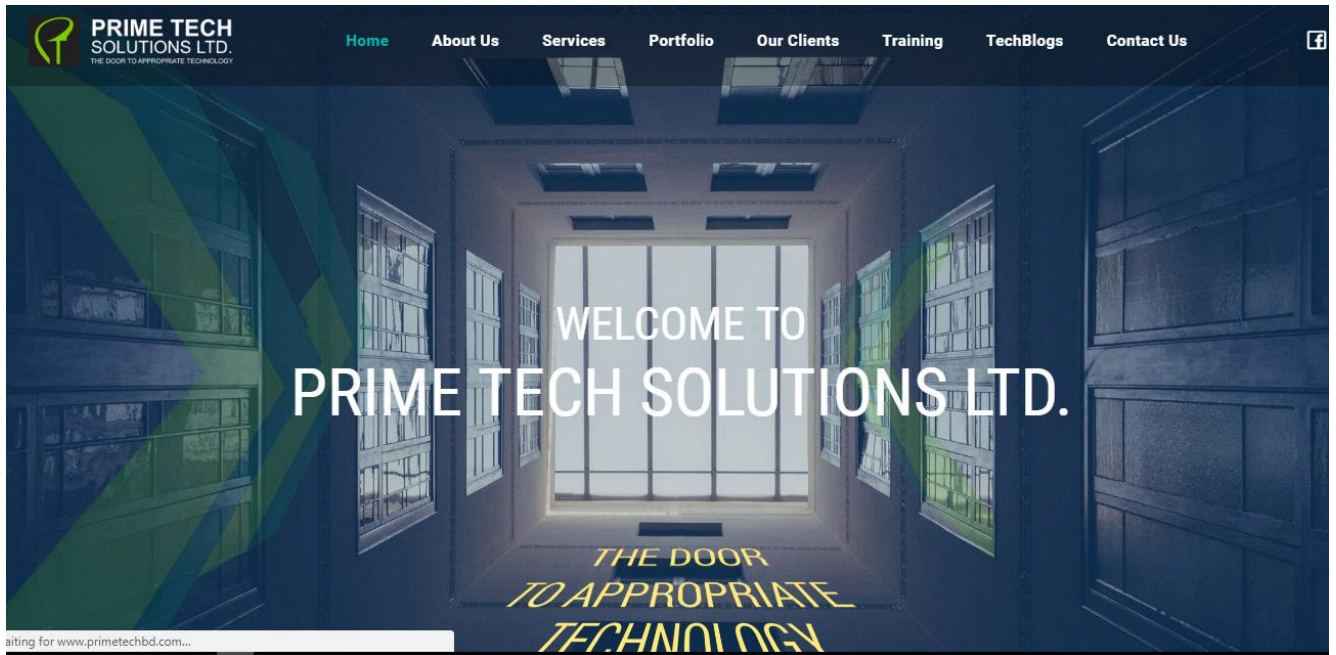 PRIME TECH
SOLUTIONS LTD.
THE DOOR TO APPROPRIATE TECHNOLOGY
Home About Us Services Portfolio Our Clients Training TechBlogs Contact Us
WELCOME TO
PRIME TECH SOLUTIONS LTD.
THE DOOR
TO APPROPRIATE
TECHNOLOGY
aiting for www.primetechbd.com...